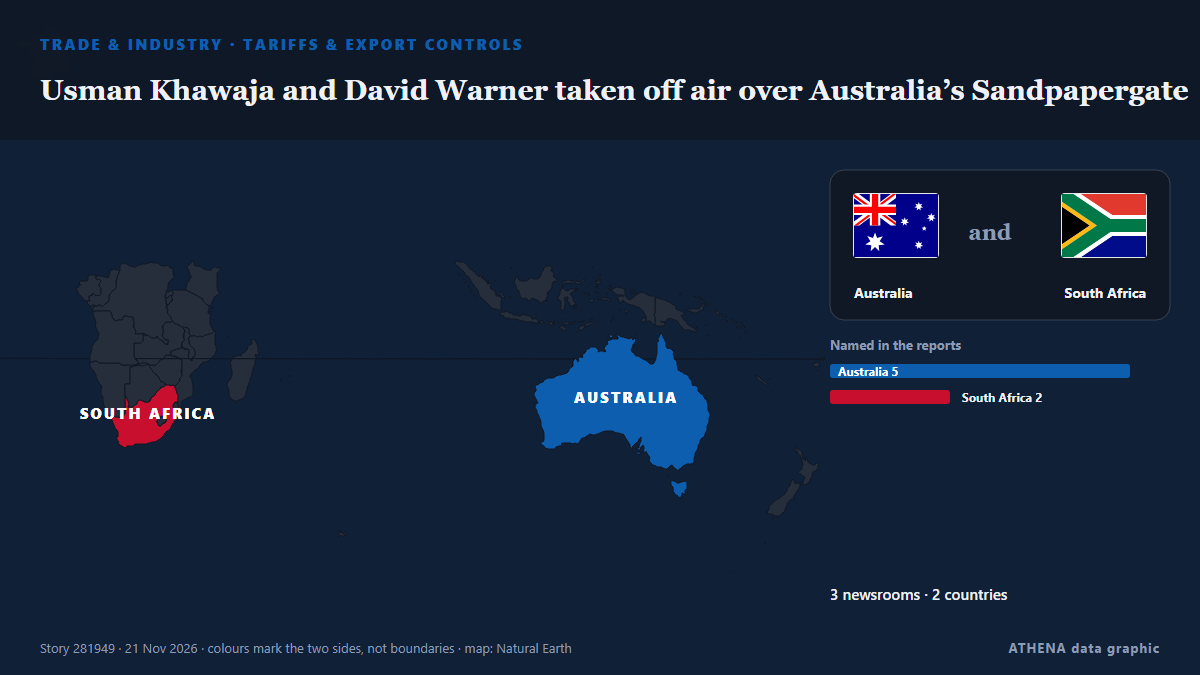 TRADE & INDUSTRY · TARIFFS & EXPORT CONTROLS
Usman Khawaja and David Warner taken off air over Australia’s Sandpapergate
and
Australia
South Africa
Named in the reports
Australia 5
South Africa 2
SOUTH AFRICA
AUSTRALIA
3 newsrooms · 2 countries
Story 281949 · 21 Nov 2026 · colours mark the two sides, not boundaries · map: Natural Earth
ATHENA data graphic